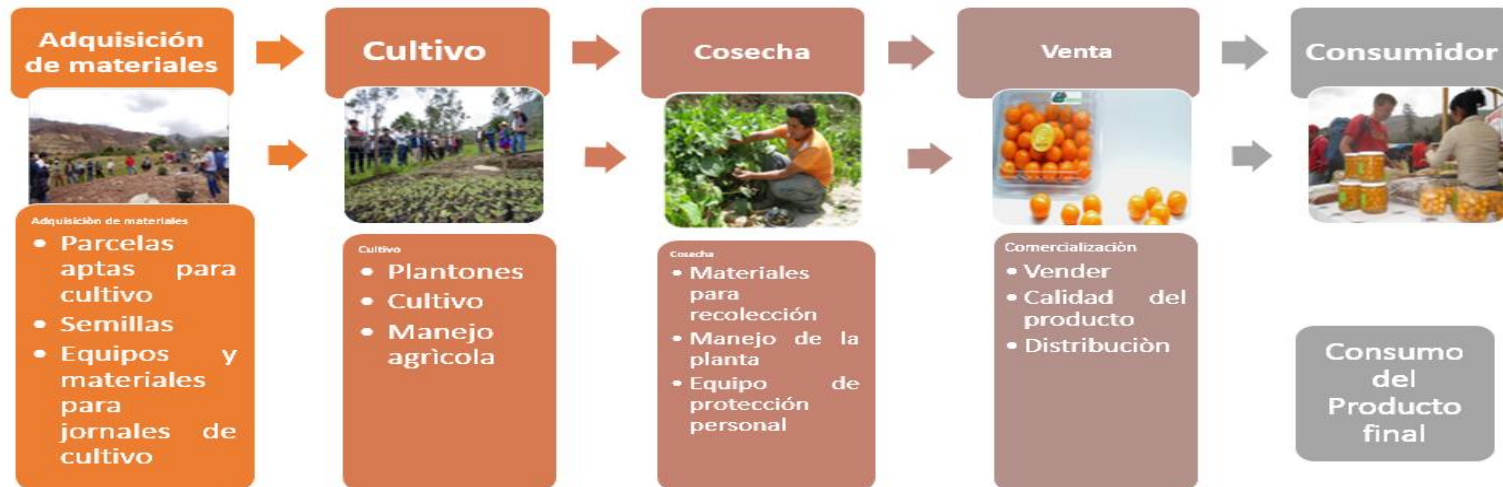 Adquisición
de materiales
Cultivo
Cosecha
Venta
Consumidor
Adquisiciòn de materiales
• Parcelas
aptas para
cultivo
• Semillas
• Equipos y
materiales
para
jornales de
cultivo
Cultivo
• Plantones
• Cultivo
• Manejo
agrìcola
Cosecha
• Materiales
para
recolección
• Manejo de la
planta
• Equipo de
protección
personal
Comercialización
• Vender
• Calidad del
producto
• Distribuciòn
Consumo
del
Producto
final